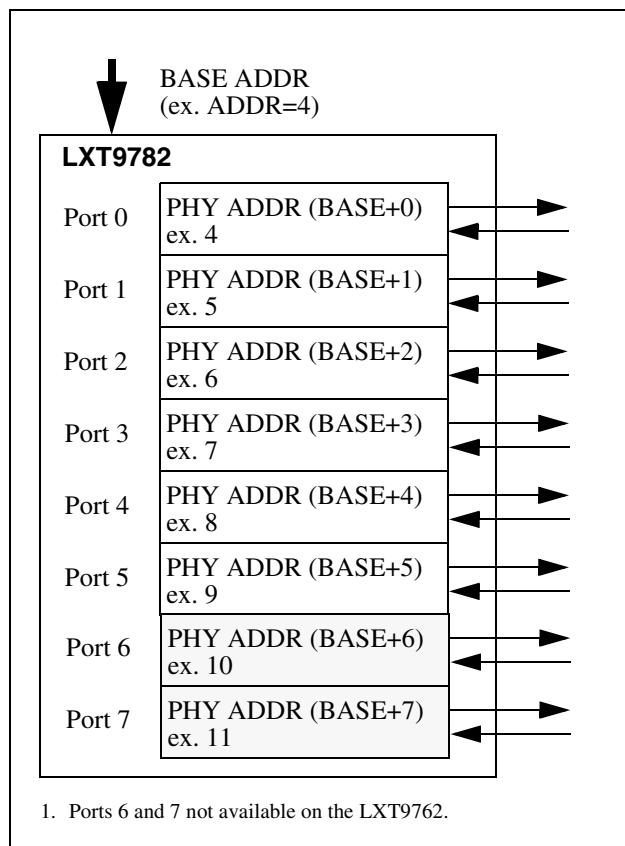 BASE ADDR
(ex. ADDR=4)
LXT9782
Port 0
PHY ADDR (BASE+0)
ex. 4
Port 1
PHY ADDR (BASE+1)
ex. 5
Port 2
PHY ADDR (BASE+2)
ex. 6
Port 3
PHY ADDR (BASE+3)
ex. 7
Port 4
PHY ADDR (BASE+4)
ex. 8
Port 5
PHY ADDR (BASE+5)
ex. 9
Port 6
PHY ADDR (BASE+6)
ex. 10
Port 7
PHY ADDR (BASE+7)
ex. 11
1. Ports 6 and 7 not available on the LXT9762.